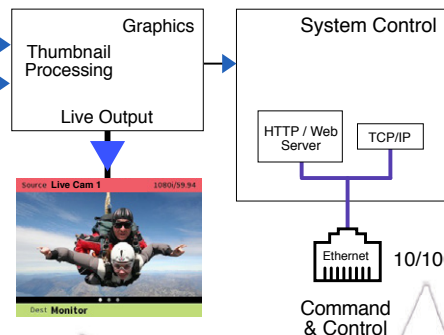 Graphics
Thumbnail
Processing
Live Output
Source Live Cam 1 1080i/59.94
Dest Monitor
System Control
HTTP / Web
Server
TCP/IP
Ethernet
10/10
Command
& Control